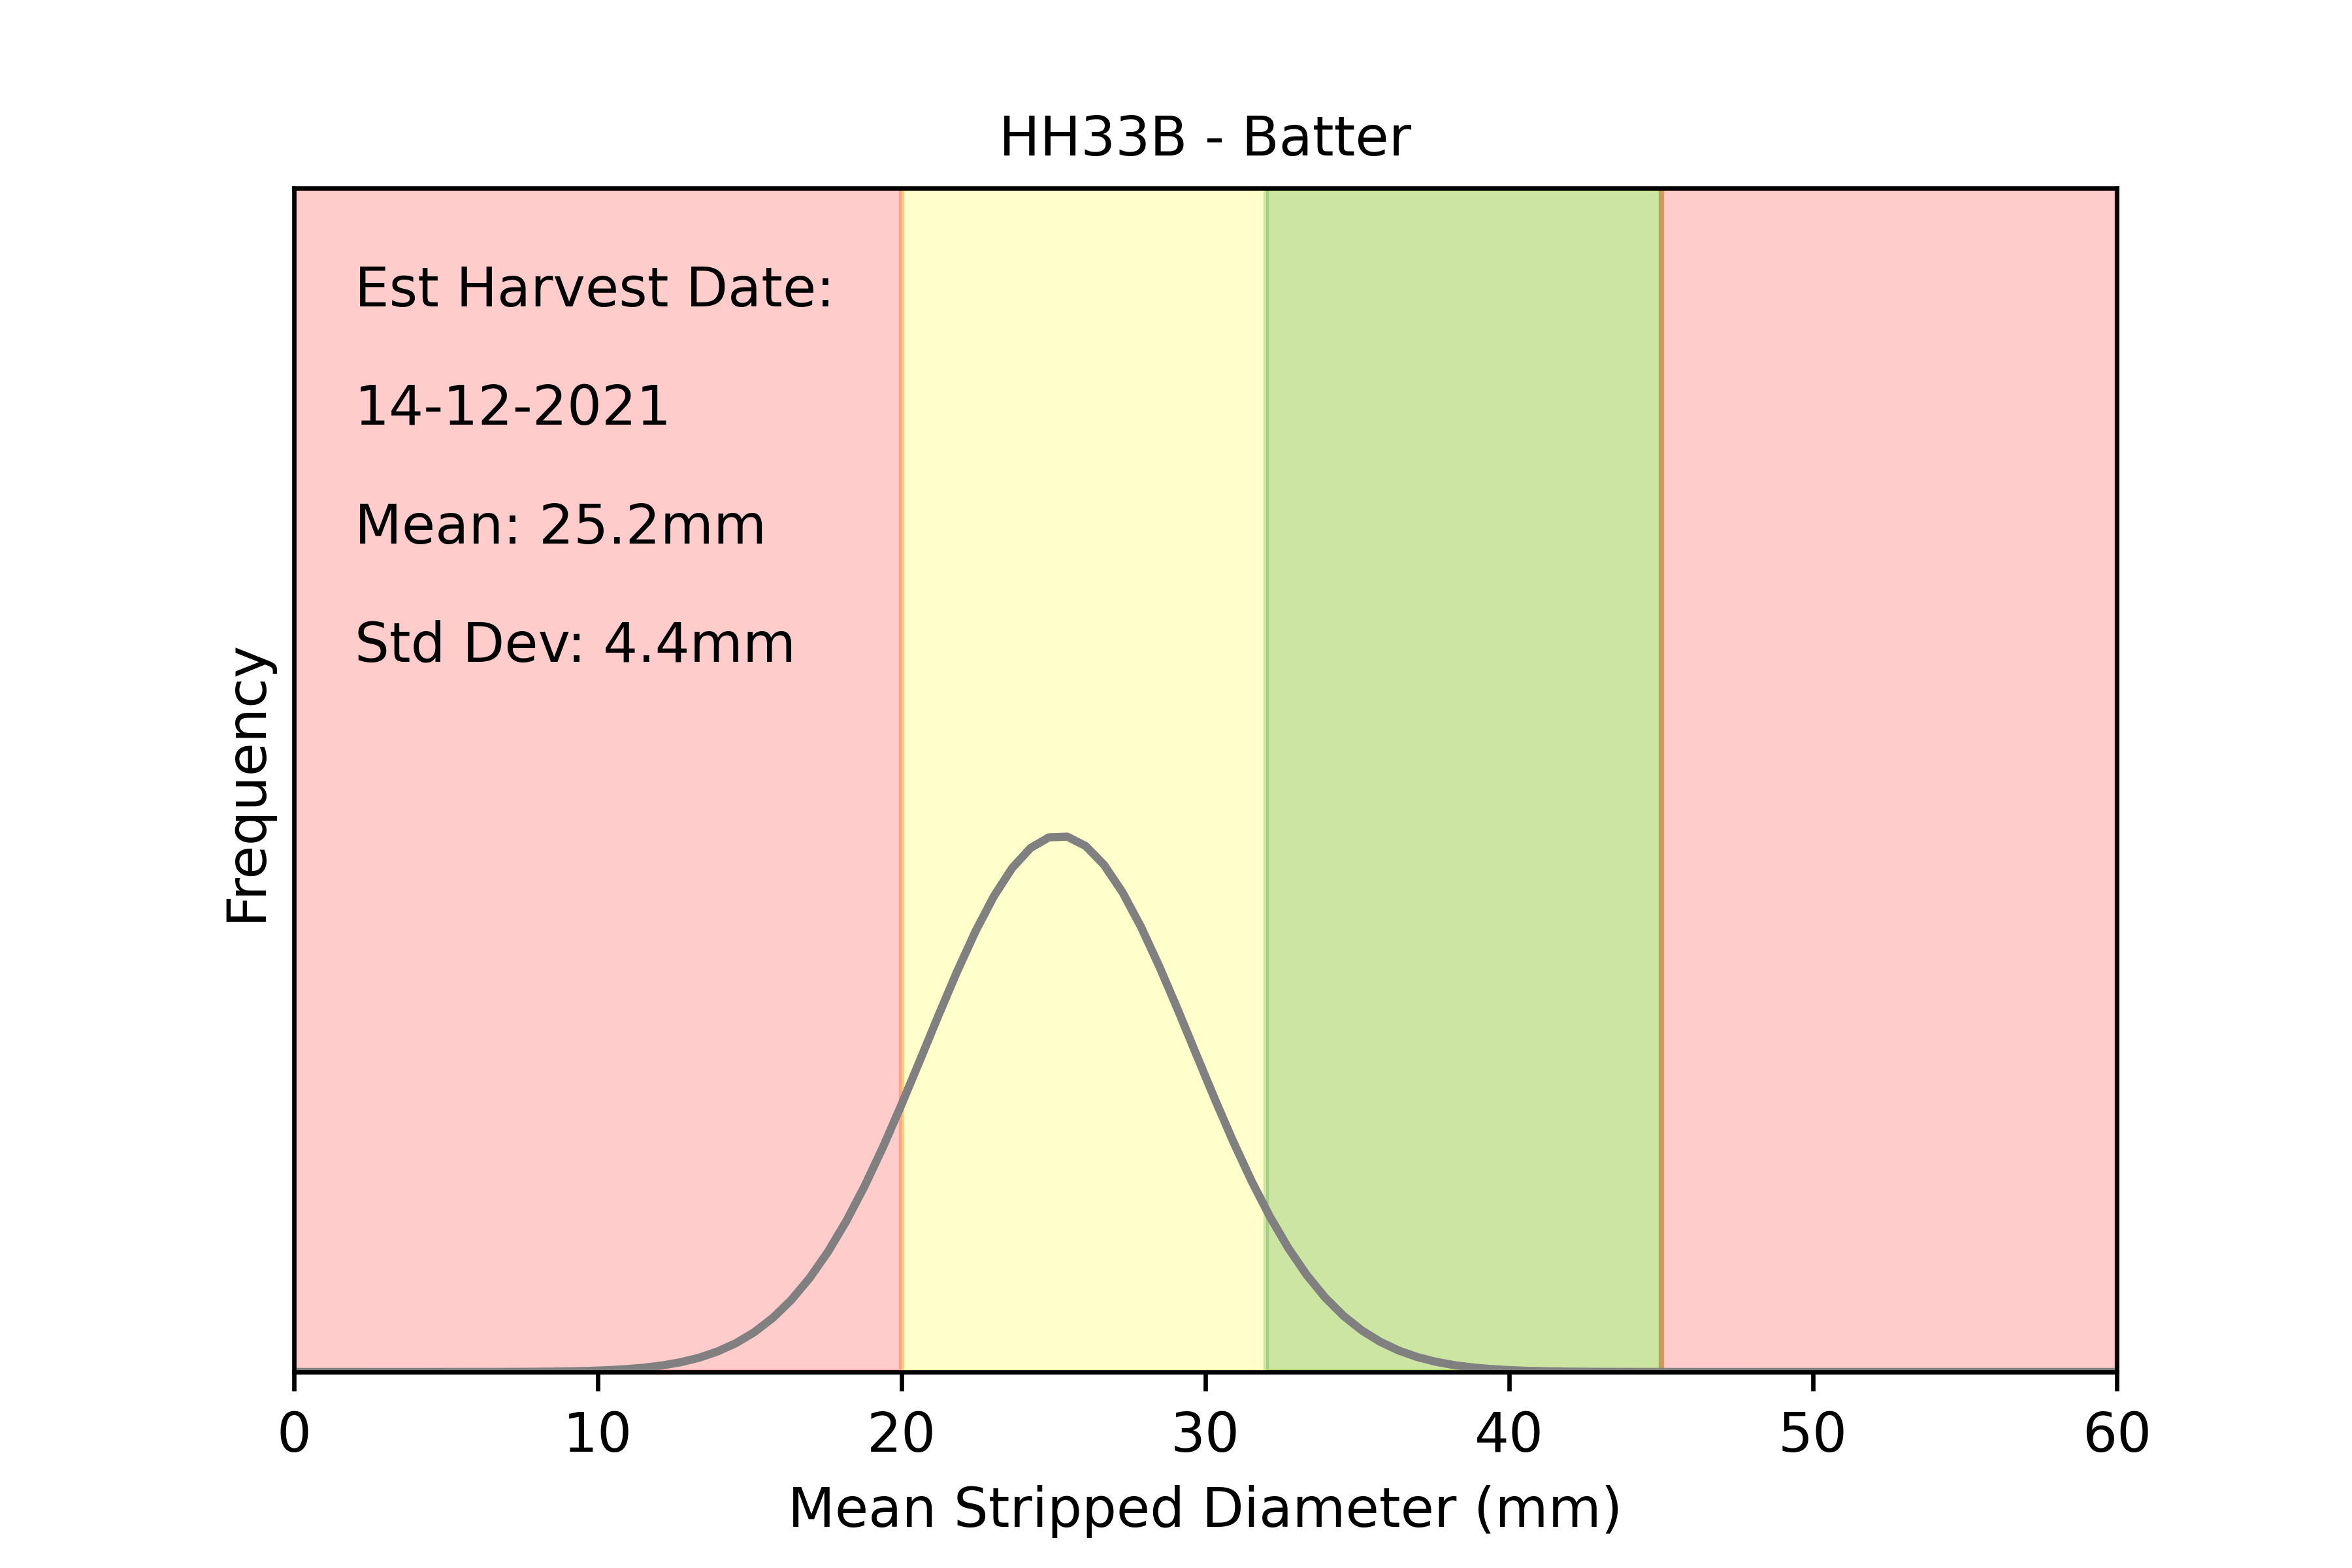 HH33B - Batter
Est Harvest Date:
14-12-2021
Mean: 25.2mm
Std Dev: 4.4mm
Frequency
0 10 20 30 40 50 60
Mean Stripped Diameter (mm)